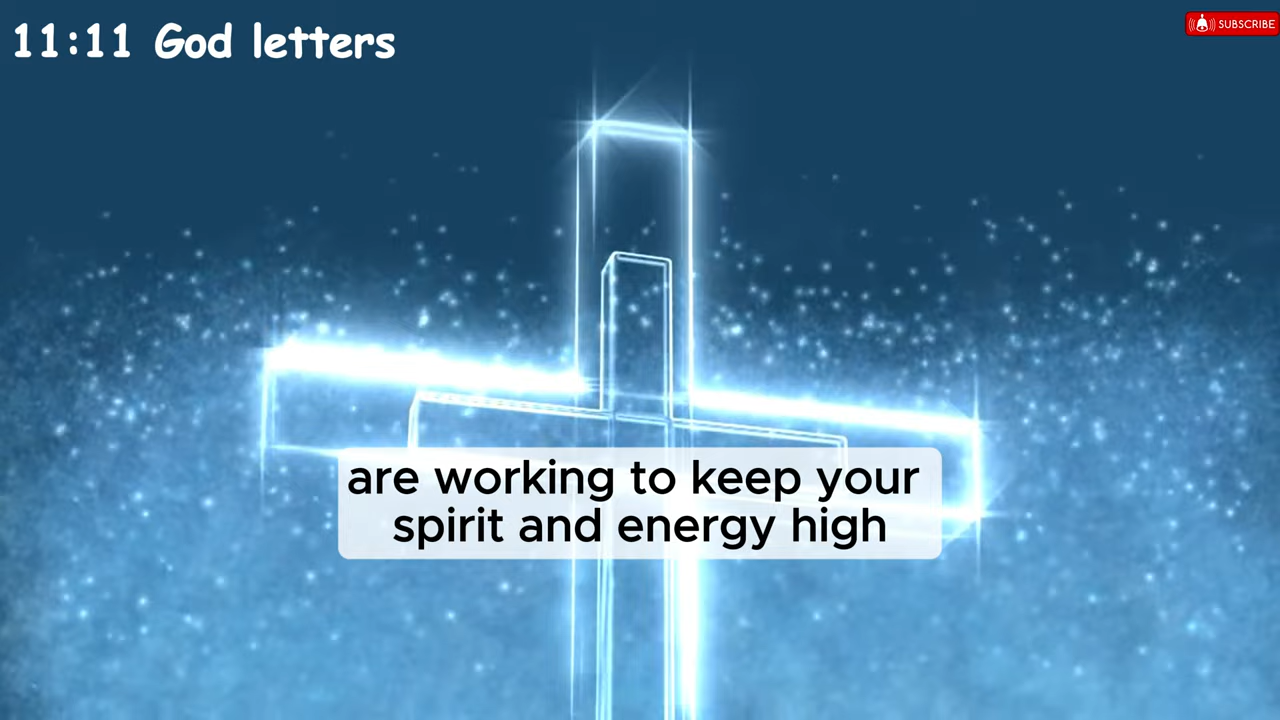 11:11 God letters
SUBSCRIBE
are working to keep your
spirit and energy high